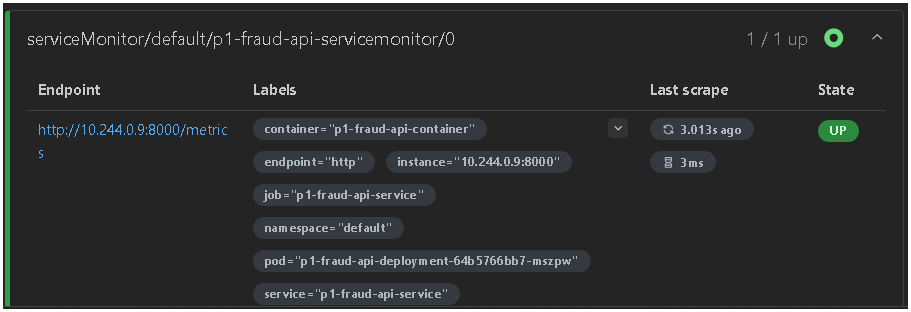 serviceMonitor/default/p1-fraud-api-servicemonitor/0 1 / 1 up
Endpoint Labels Last scrape State
http://10.244.0.9:8000/metric
s
container="p1-fraud-api-container" 3.013s ago UP
endpoint="http" instance="10.244.0.9:8000" 3ms
job="p1-fraud-api-service"
namespace="default"
pod="p1-fraud-api-deployment-64b5766bb7-mszpw"
service="p1-fraud-api-service"